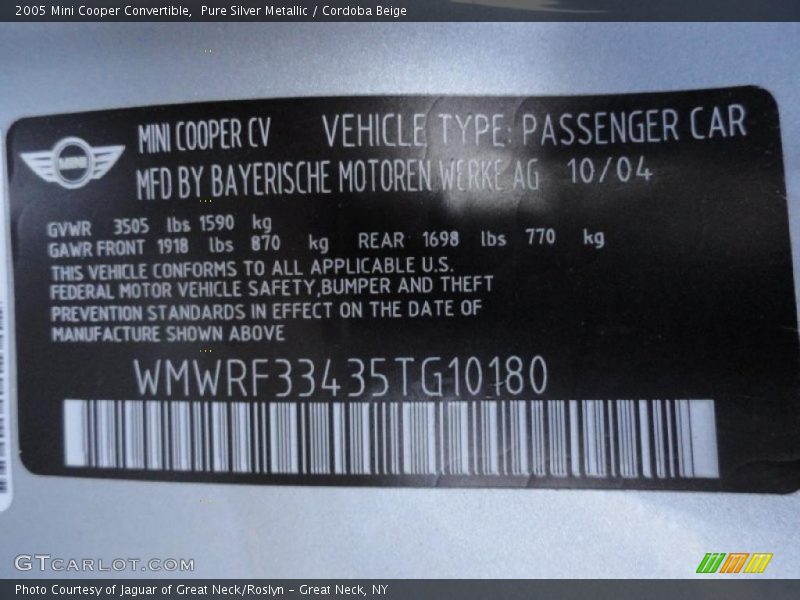 2005 Mini Cooper Convertible,  Pure Silver Metallic / Cordoba Beige
MINI
MINI COOPER CV VEHICLE TYPE: PASSENGER CAR
MFD BY BAYERISCHE MOTOREN WERKE AG 10/04
GVWR 3505 lbs 1590 kg
GAWR FRONT 1918 lbs 870 kg REAR 1698 lbs 770 kg
THIS VEHICLE CONFORMS TO ALL APPLICABLE U.S.
FEDERAL MOTOR VEHICLE SAFETY,BUMPER AND THEFT
PREVENTION STANDARDS IN EFFECT ON THE DATE OF
MANUFACTURE SHOWN ABOVE
WMWRF33435TG10180
GTCARLOT.COM
Photo Courtesy of Jaguar of Great Neck/Roslyn – Great Neck, NY